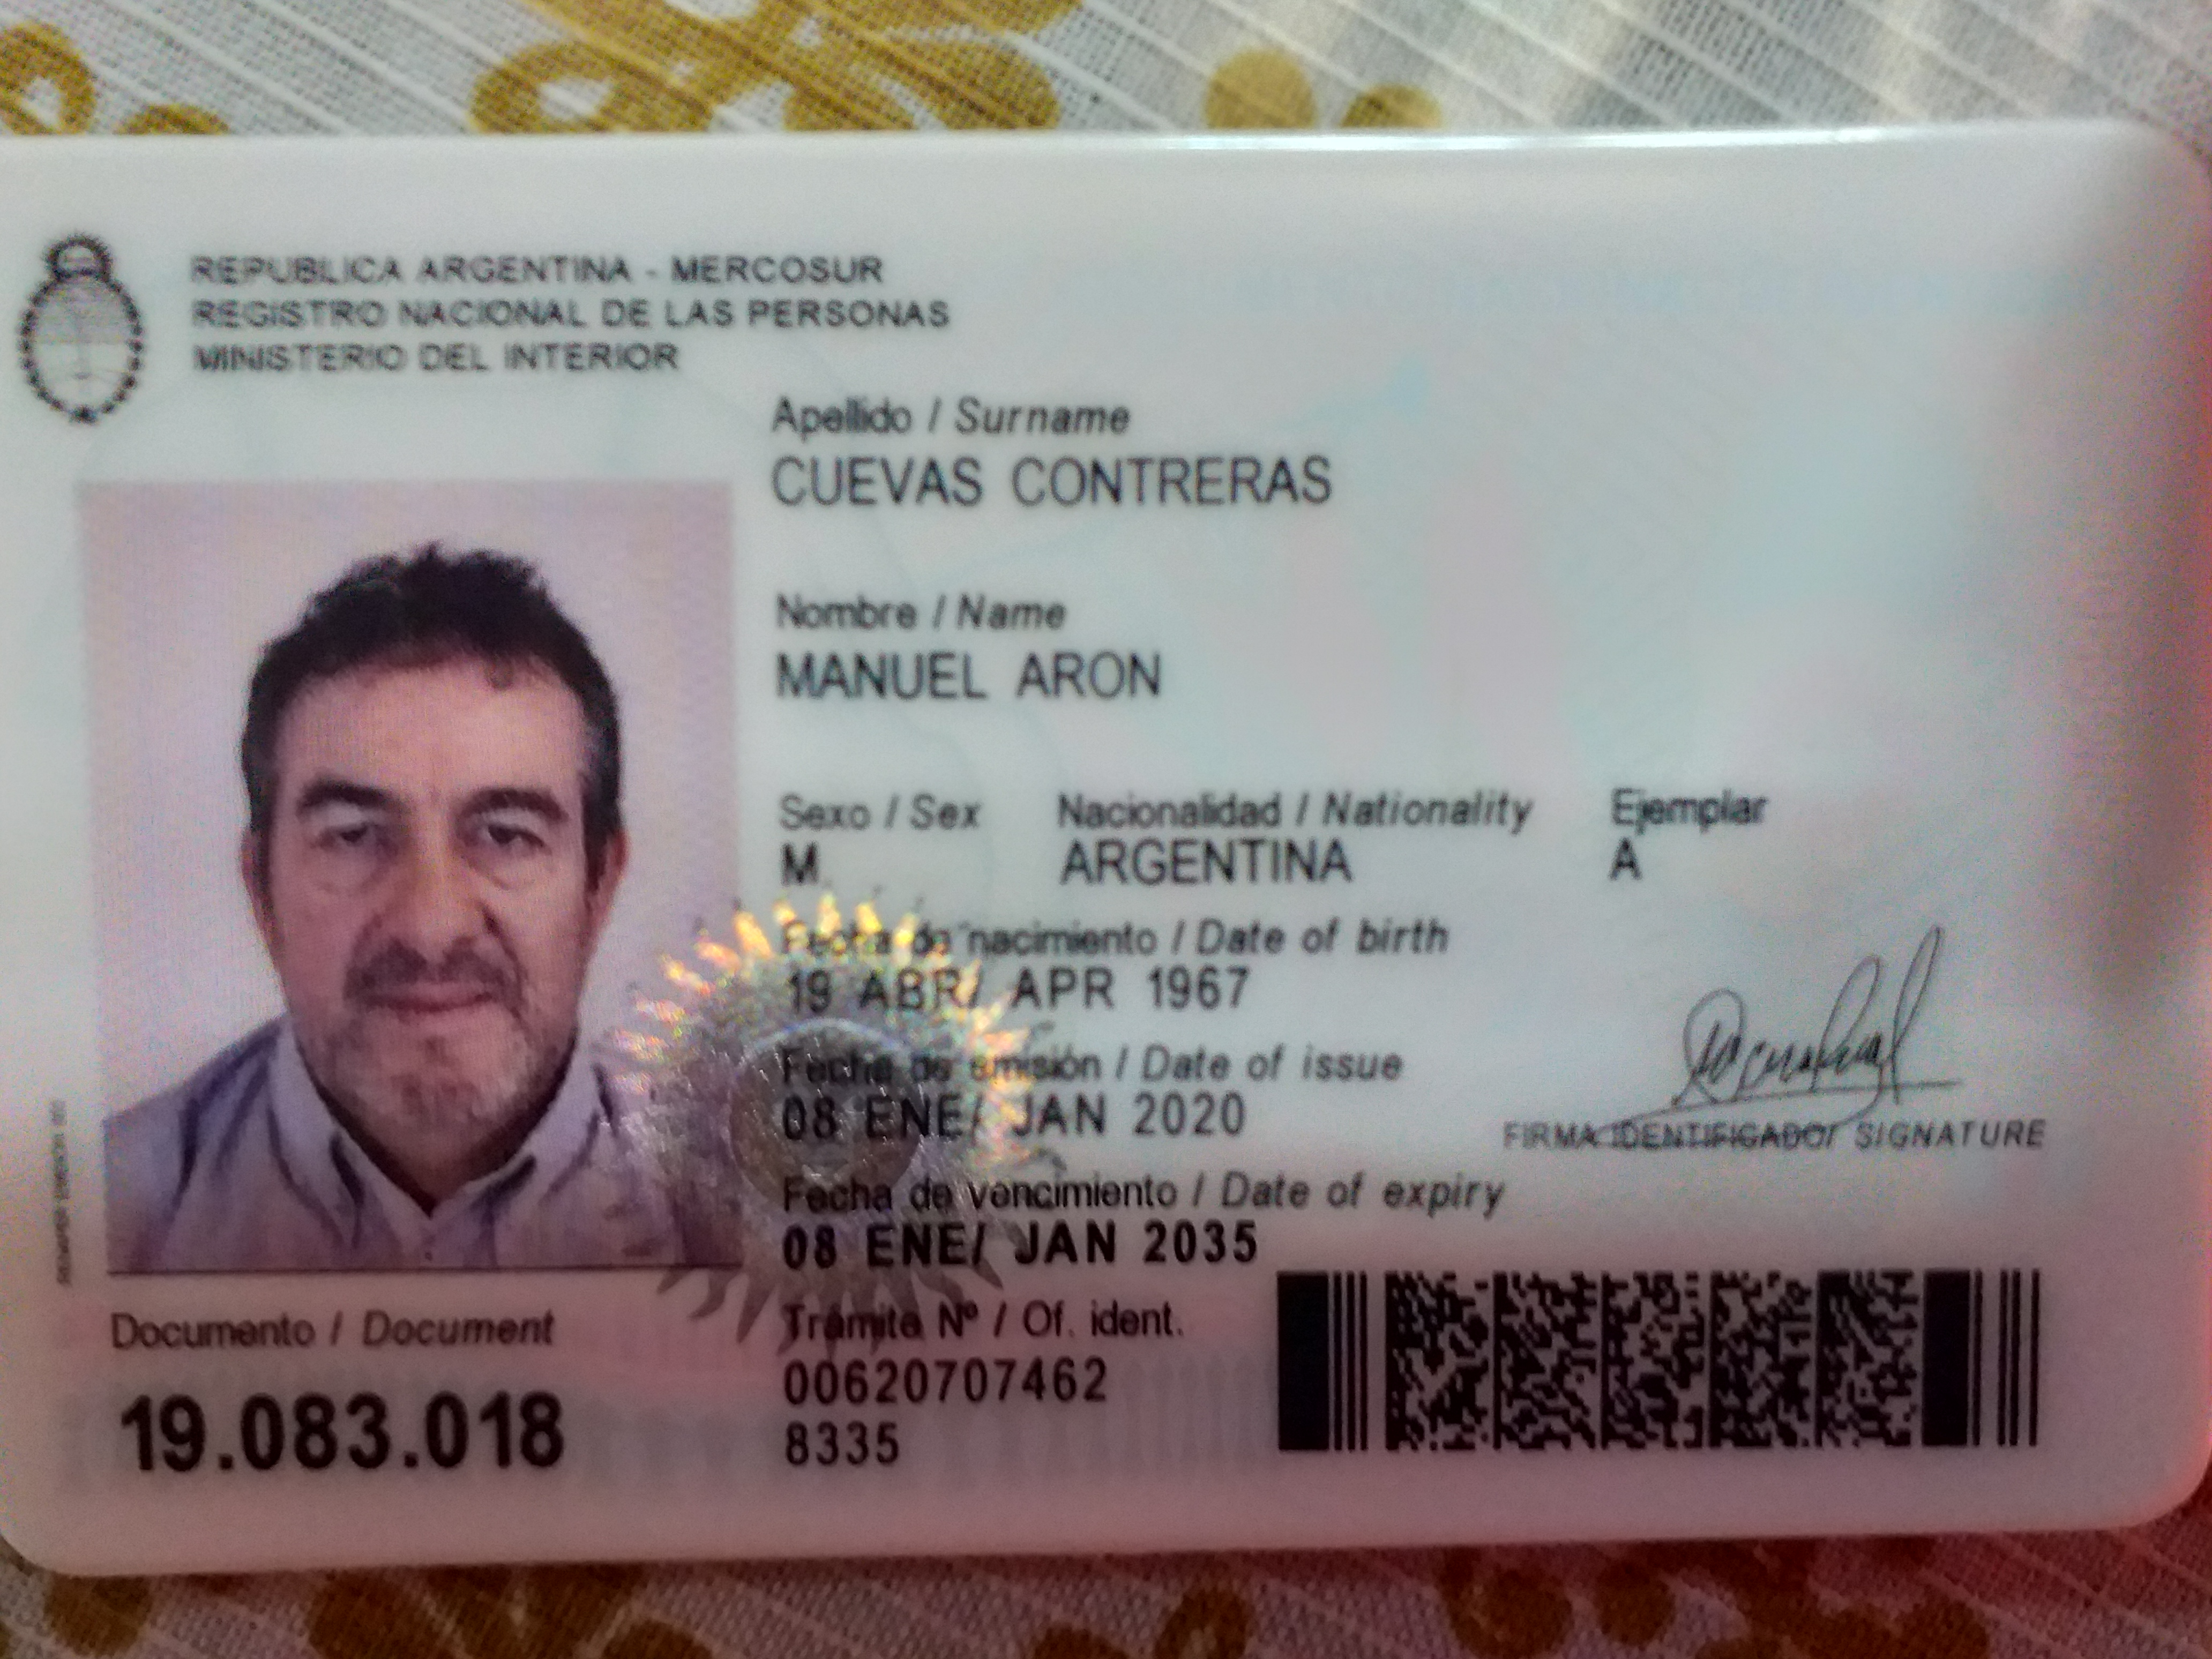 REPUBLICA ARGENTINA - MERCOSUR
REGISTRO NACIONAL DE LAS PERSONAS
MINISTERIO DEL INTERIOR
Apellido / Surname
CUEVAS CONTRERAS
Nombre / Name
MANUEL ARON
Sexo / Sex Nacionalidad / Nationality Ejemplar
M ARGENTINA A
Fecha de nacimiento / Date of birth
19 ABR/ APR 1967
Fecha de emisión / Date of issue
08 ENE/ JAN 2020
Fecha de vencimiento / Date of expiry
08 ENE/ JAN 2035
FIRMA IDENTIFICADO/ SIGNATURE
Documento / Document
19.083.018
Trámite Nº / Of. ident.
00620707462
8335